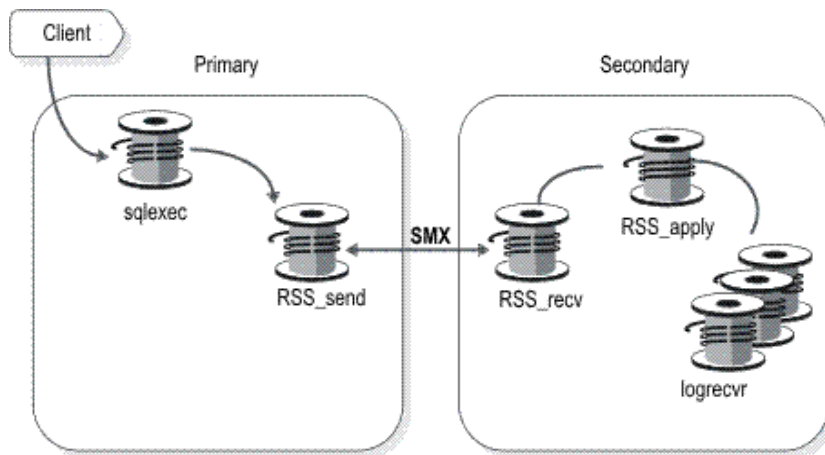 Client
Primary
Secondary
sqlexec
RSS_send
SMX
RSS_recv
RSS_apply
logrecvr